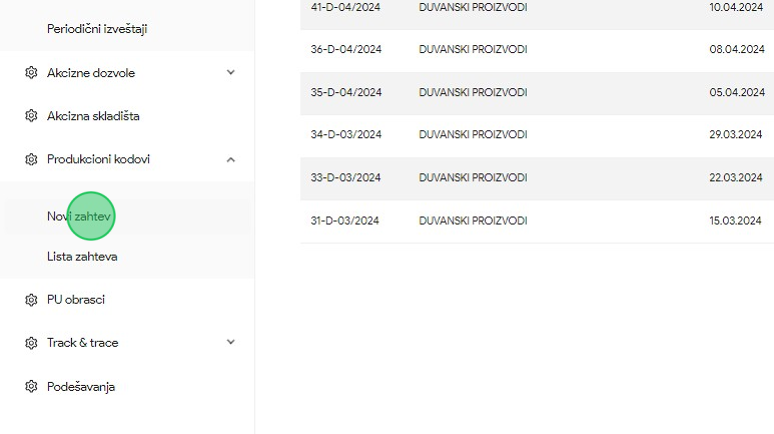 Periodični izveštaji
Akcizne dozvole
Akcizna skladišta
Produkcioni kodovi
Novi zahtev
Lista zahteva
PU obrasci
Track & trace
Podešavanja
41-D-04/2024 DUVANSKI PROIZVODI 10.04.2024
36-D-04/2024 DUVANSKI PROIZVODI 08.04.2024
35-D-04/2024 DUVANSKI PROIZVODI 05.04.2024
34-D-03/2024 DUVANSKI PROIZVODI 29.03.2024
33-D-03/2024 DUVANSKI PROIZVODI 22.03.2024
31-D-03/2024 DUVANSKI PROIZVODI 15.03.2024